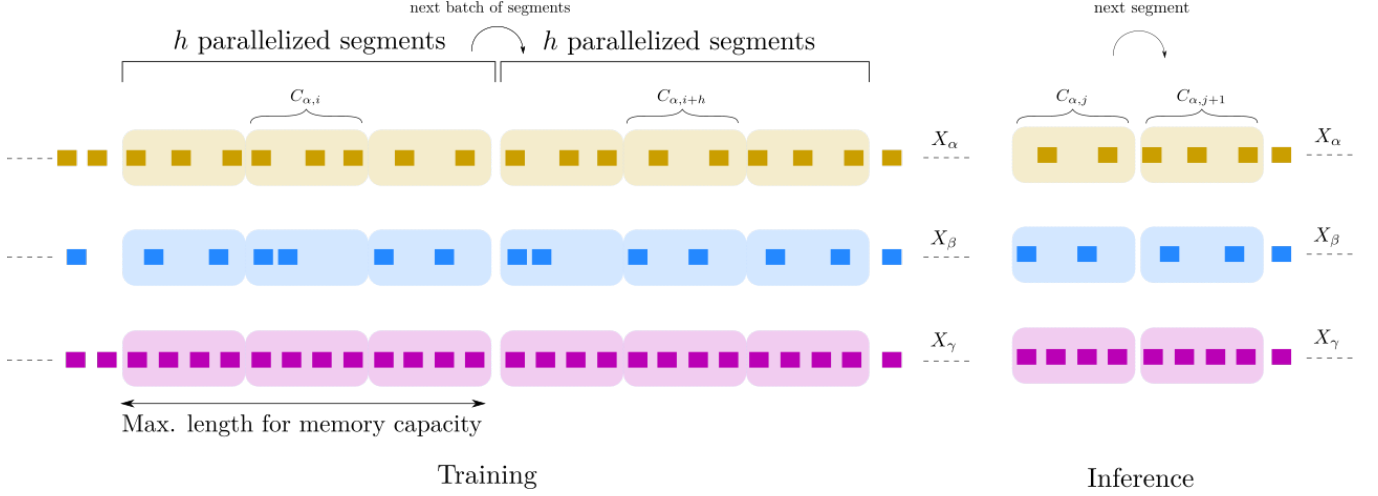 next batch of segments
next segment
h parallelized segments
h parallelized segments
C_{α,i}
C_{α,i+h}
C_{α,j}
C_{α,j+1}
X_α
X_α
X_β
X_β
X_γ
X_γ
Max. length for memory capacity
Training
Inference